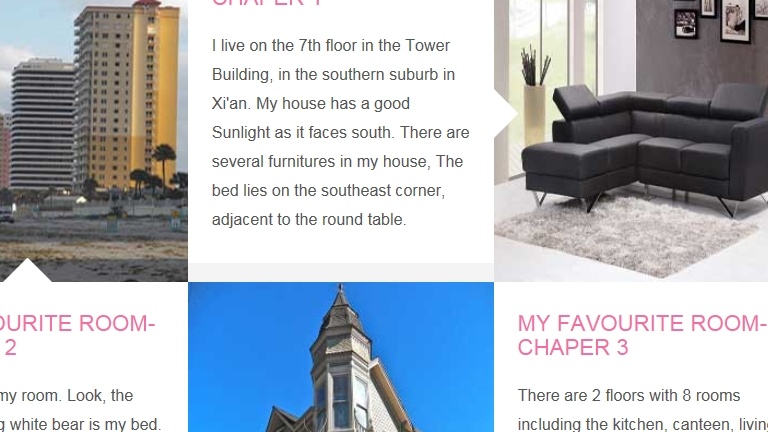 CHAPER 1
I live on the 7th floor in the Tower
Building, in the southern suburb in
Xi'an. My house has a good
Sunlight as it faces south. There are
several furnitures in my house, The
bed lies on the southeast corner,
adjacent to the round table.
OURITE ROOM-
2
my room. Look, the
g white bear is my bed.
MY FAVOURITE ROOM-
CHAPER 3
There are 2 floors with 8 rooms
including the kitchen, canteen, living